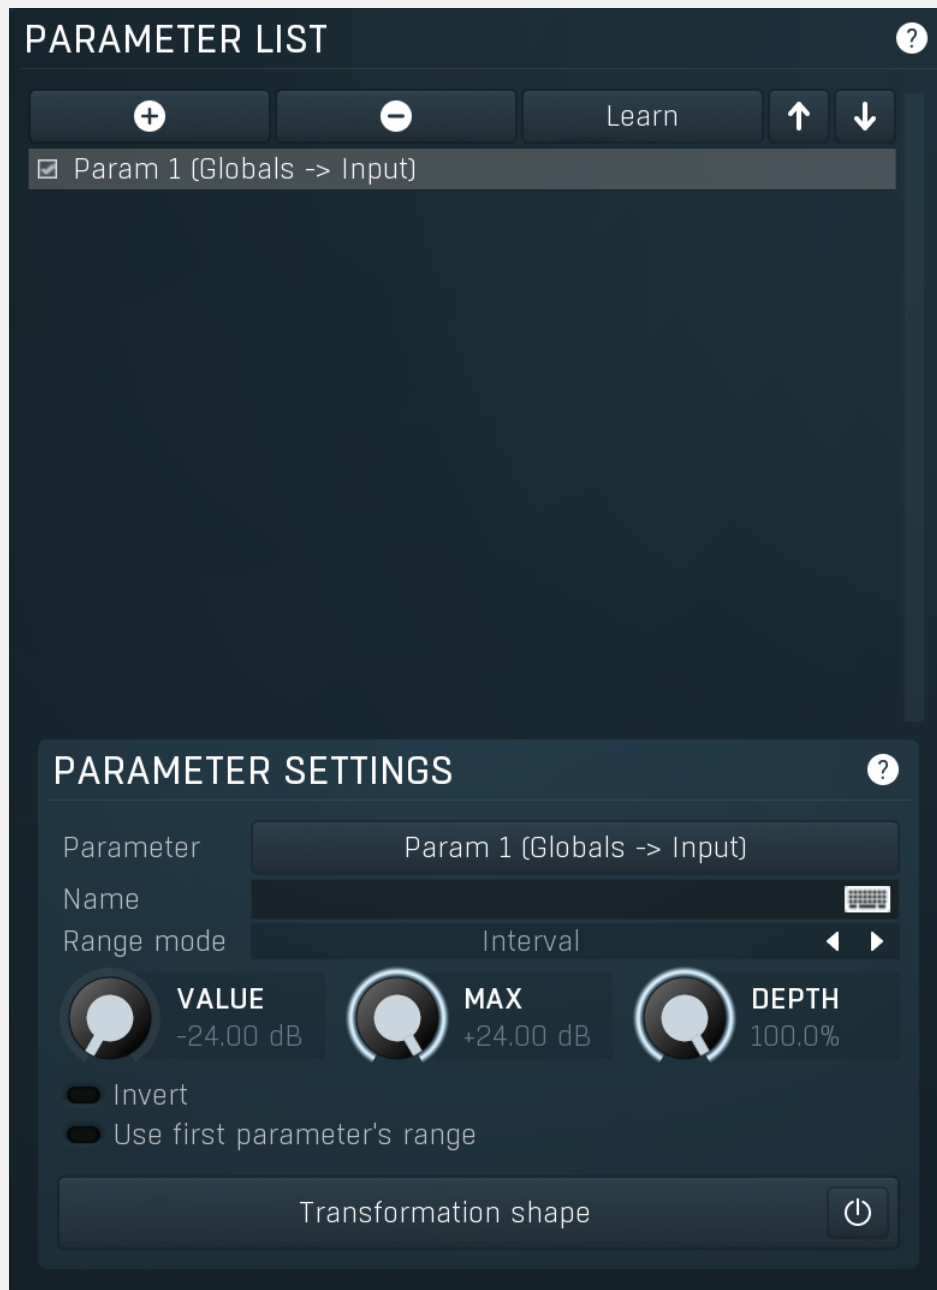 PARAMETER LIST ?
Learn
Param 1 (Globals -> Input)
PARAMETER SETTINGS ?
Parameter Param 1 (Globals -> Input)
Name
Range mode Interval
VALUE MAX DEPTH
-24.00 dB +24.00 dB 100.0%
Invert
Use first parameter's range
Transformation shape